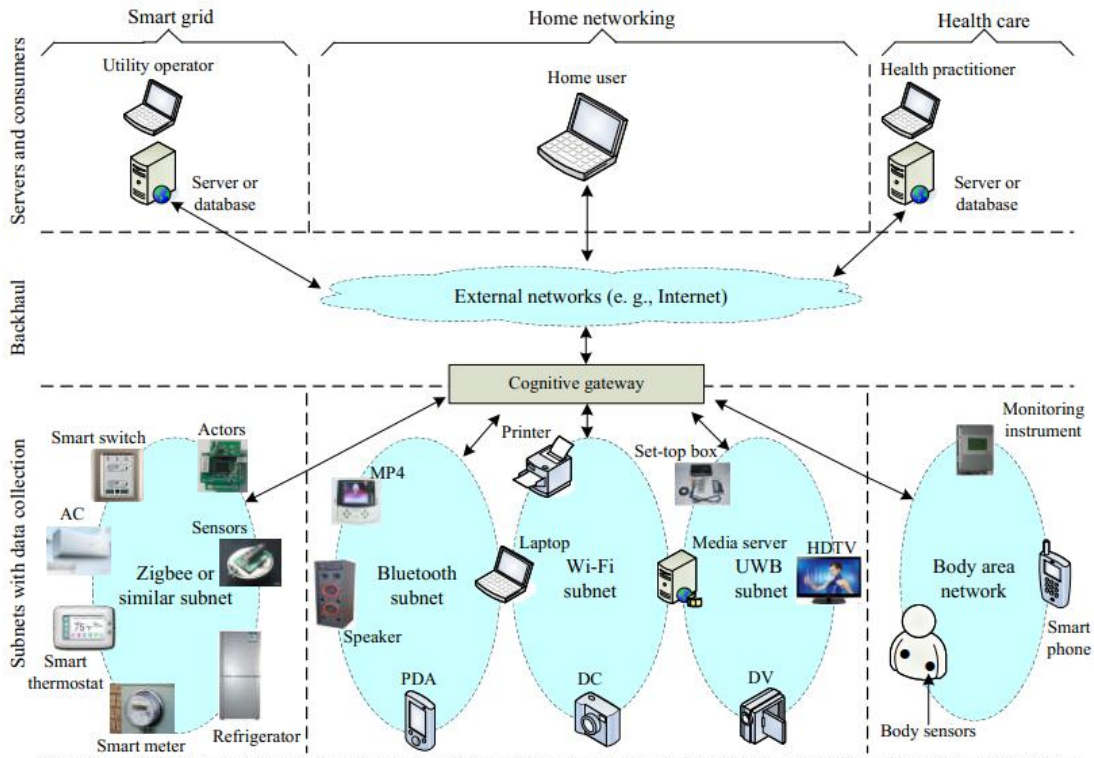 Smart grid
Home networking
Health care
Servers and consumers
Utility operator
Home user
Health practitioner
Server or
database
Server or
database
Backhaul
External networks (e. g., Internet)
Cognitive gateway
Subnets with data collection
Smart switch
Actors
AC
Sensors
Zigbee or
similar subnet
Smart
thermostat
Smart meter
Refrigerator
MP4
Bluetooth
subnet
Speaker
PDA
Printer
Laptop
Wi-Fi
subnet
DC
Set-top box
Media server
UWB
subnet
HDTV
DV
Monitoring
instrument
Body area
network
Smart
phone
Body sensors